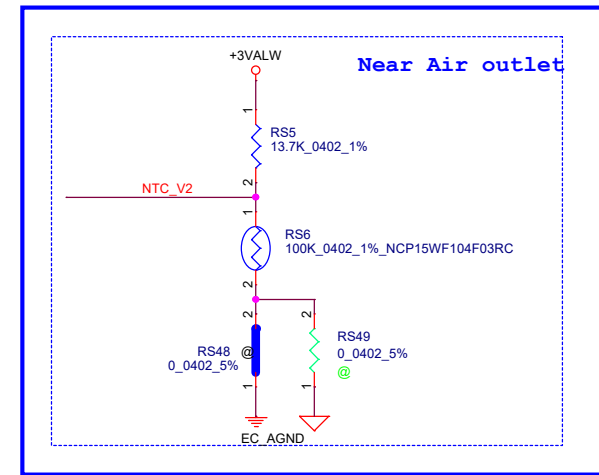 +3VALW
Near Air outlet
1
RS5
13.7K_0402_1%
2
NTC_V2
1
RS6
100K_0402_1%_NCP15WF104F03RC
2
2
2
RS48
@
0_0402_5%
RS49
0_0402_5%
@
1
1
EC_AGND